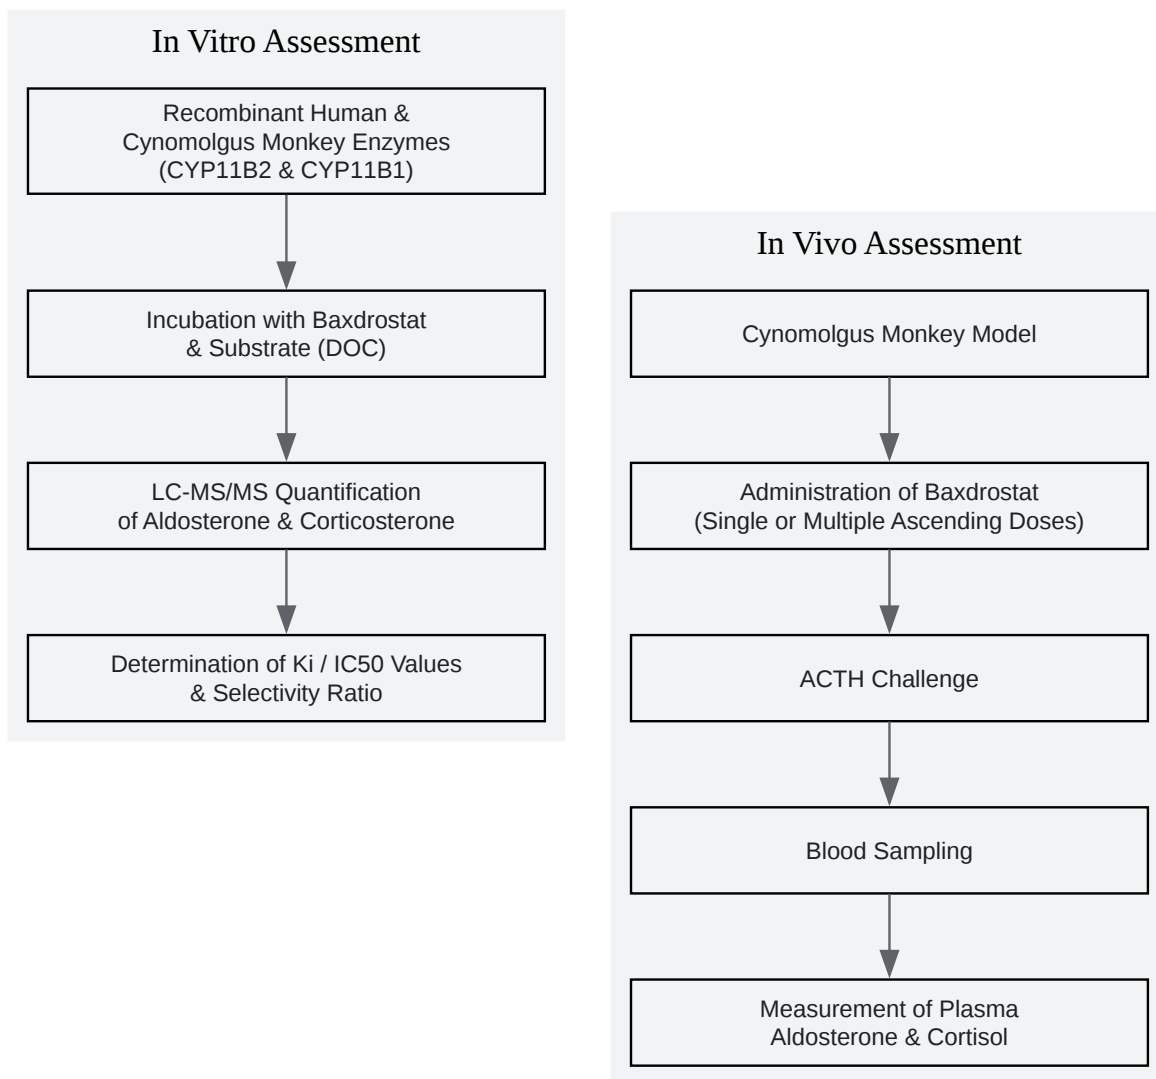 In Vitro Assessment
Recombinant Human &
Cynomolgus Monkey Enzymes
(CYP11B2 & CYP11B1)
Incubation with Baxdrostat
& Substrate (DOC)
LC-MS/MS Quantification
of Aldosterone & Corticosterone
Determination of Ki / IC50 Values
& Selectivity Ratio
In Vivo Assessment
Cynomolgus Monkey Model
Administration of Baxdrostat
(Single or Multiple Ascending Doses)
ACTH Challenge
Blood Sampling
Measurement of Plasma
Aldosterone & Cortisol